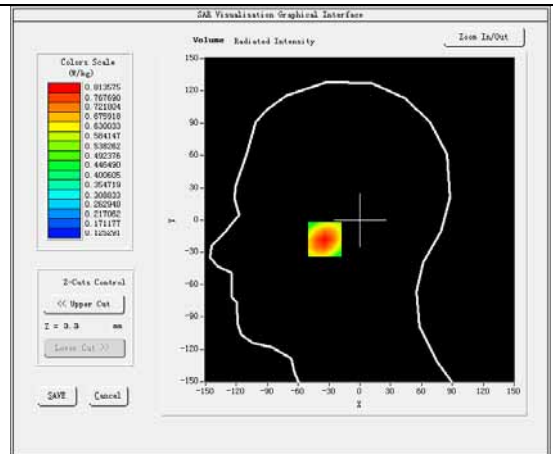 SAR Visualisation Graphical Interface
Volume Radiated Intensity
Zoom In/Out
Colors Scale
(W/kg)
0.813575
0.767690
0.721804
0.675918
0.630033
0.584147
0.538262
0.492376
0.446490
0.400605
0.354719
0.308833
0.262948
0.217062
0.171177
0.125291
Z-Cuts Control
<< Upper Cut
Z = 3.3 mm
Lower Cut >>
SAVE
Cancel
150
120
90
60
30
0
-30
-60
-90
-120
-150
Y
-150 -120 -90 -60 -30 0 30 60 90 120 150
X